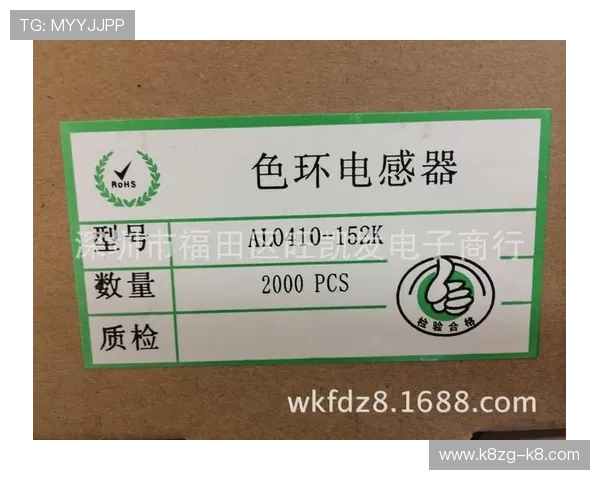 TG: MYYJJPP
RoHS
色环电感器
型号 AL0410-152K
深圳市福田区旺凯发电子商行
数量 2000 PCS
质检
检验合格
wkfdz8.1688.com
www.k8zg-k8.com